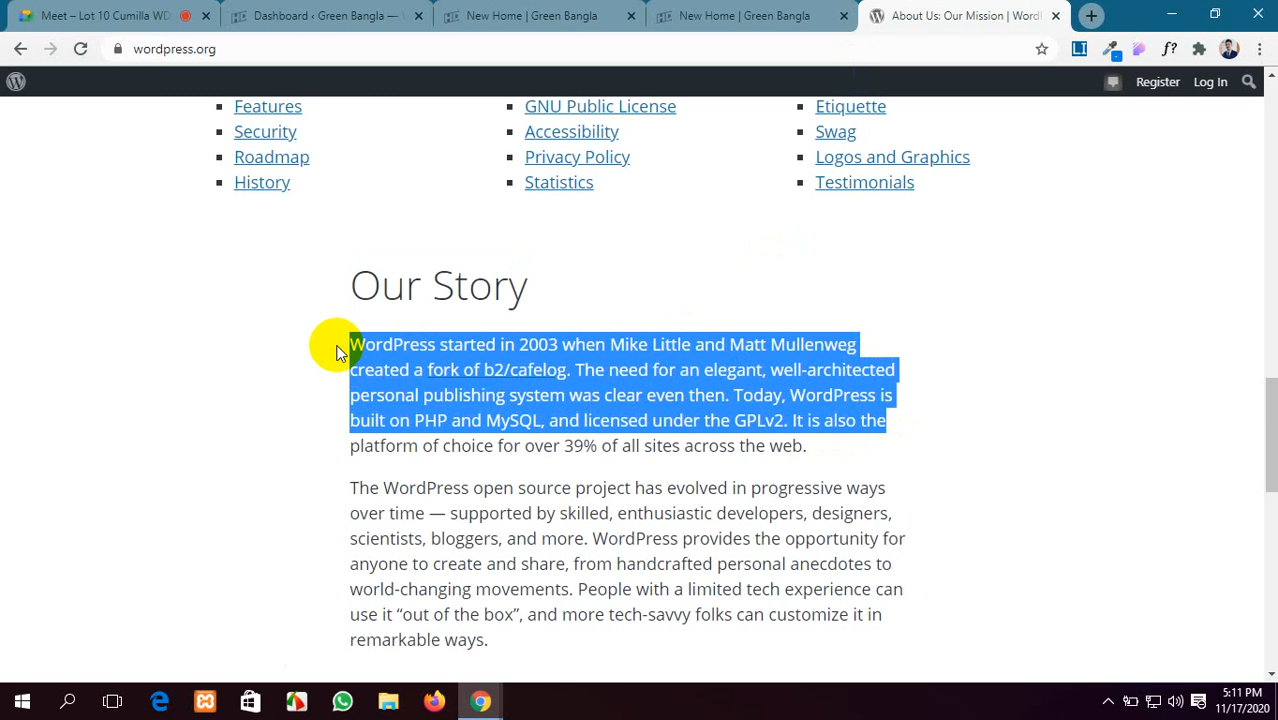 Meet – Lot 10 Cumilla WD
Dashboard ‹ Green Bangla —
New Home | Green Bangla
New Home | Green Bangla
About Us: Our Mission | Word
wordpress.org
Register
Log In
Features
GNU Public License
Etiquette
Security
Accessibility
Swag
Roadmap
Privacy Policy
Logos and Graphics
History
Statistics
Testimonials
Our Story
WordPress started in 2003 when Mike Little and Matt Mullenweg
created a fork of b2/cafelog. The need for an elegant, well-architected
personal publishing system was clear even then. Today, WordPress is
built on PHP and MySQL, and licensed under the GPLv2. It is also the
platform of choice for over 39% of all sites across the web.
The WordPress open source project has evolved in progressive ways
over time — supported by skilled, enthusiastic developers, designers,
scientists, bloggers, and more. WordPress provides the opportunity for
anyone to create and share, from handcrafted personal anecdotes to
world-changing movements. People with a limited tech experience can
use it “out of the box”, and more tech-savvy folks can customize it in
remarkable ways.
5:11 PM
11/17/2020